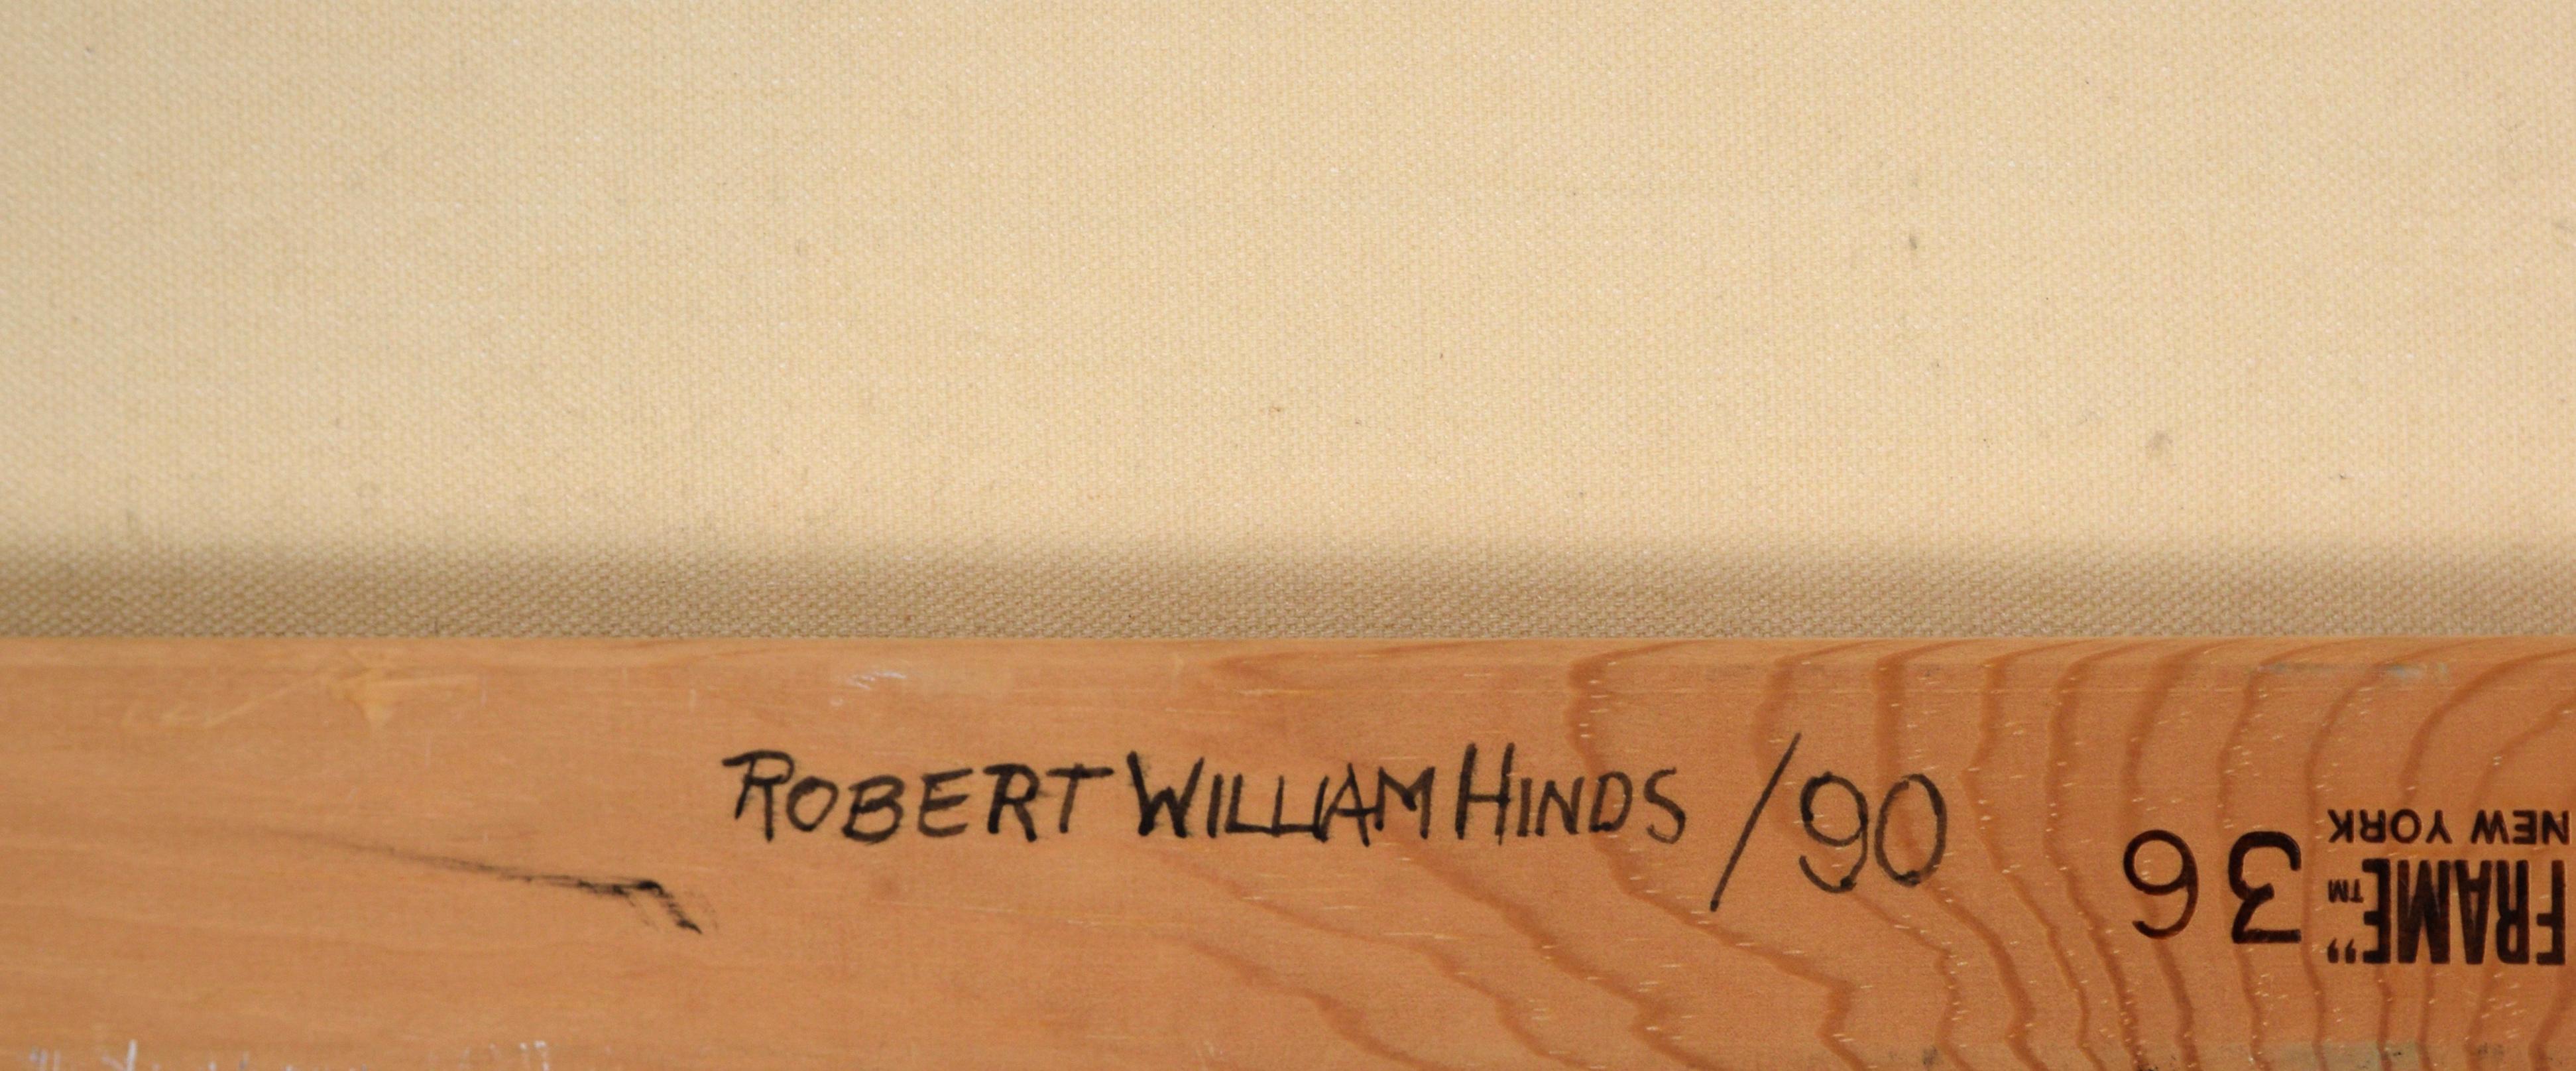 ROBERT WILLIAM HINDS /90
FRAME™"
NEW YORK
36